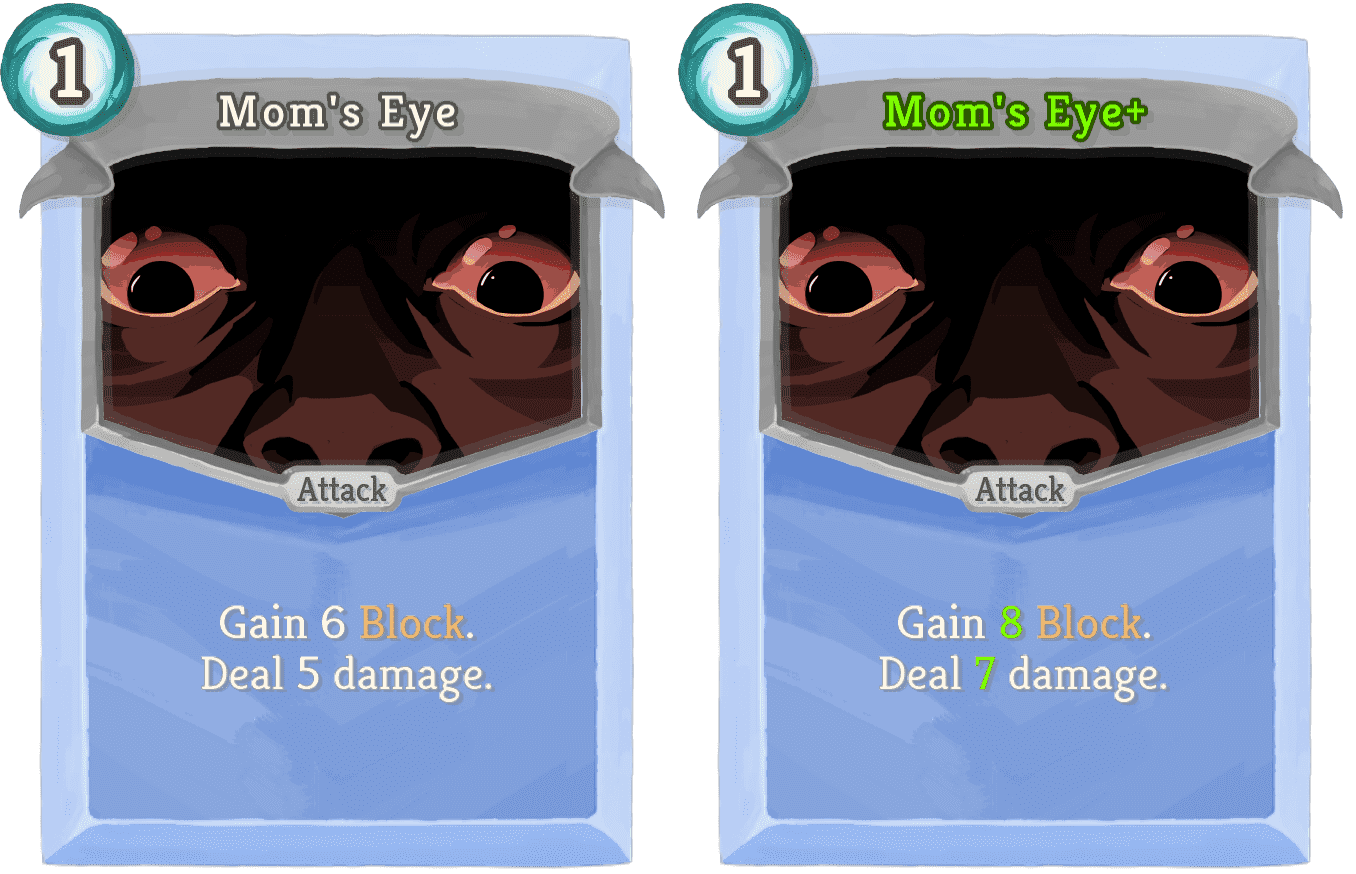 1
Mom's Eye
Attack
Gain 6 Block.
Deal 5 damage.
1
Mom's Eye+
Attack
Gain 8 Block.
Deal 7 damage.